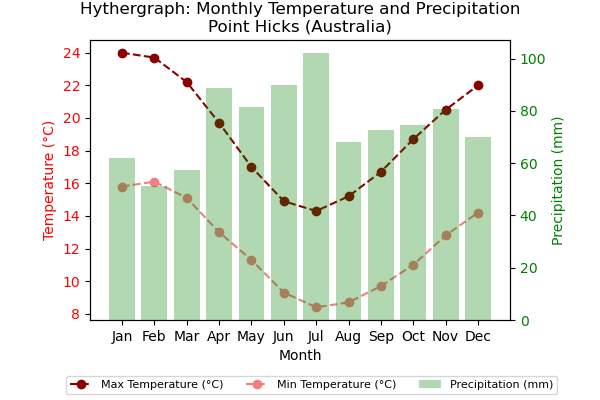 Hythergraph: Monthly Temperature and Precipitation
Point Hicks (Australia)
24
22
20
18
16
14
12
10
8
Temperature (°C)
100
80
60
40
20
0
Precipitation (mm)
Jan Feb Mar Apr May Jun Jul Aug Sep Oct Nov Dec
Month
Max Temperature (°C) Min Temperature (°C) Precipitation (mm)